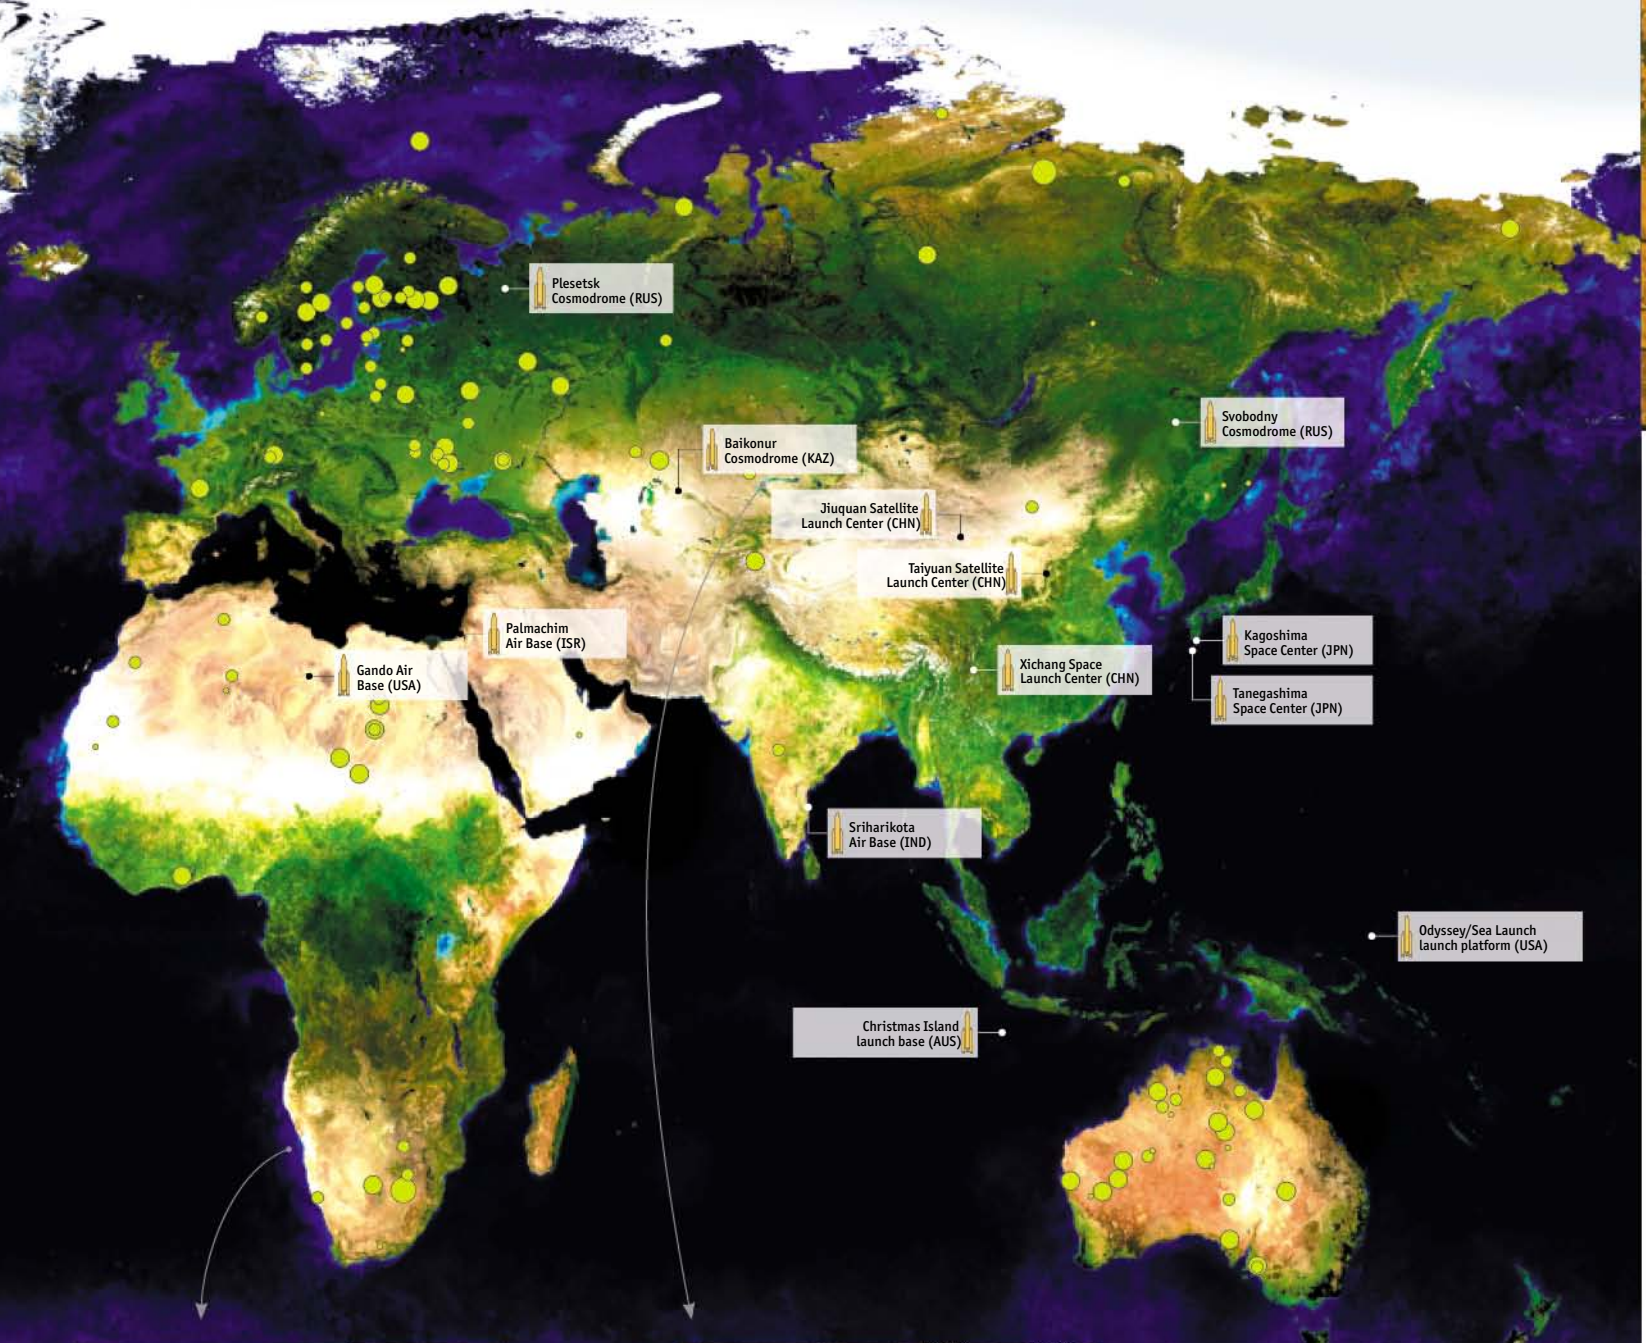 Plesetsk
Cosmodrome (RUS)
Svobodny
Cosmodrome (RUS)
Baikonur
Cosmodrome (KAZ)
Jiuquan Satellite
Launch Center (CHN)
Taiyuan Satellite
Launch Center (CHN)
Palmachim
Air Base (ISR)
Kagoshima
Space Center (JPN)
Gando Air
Base (USA)
Xichang Space
Launch Center (CHN)
Tanegashima
Space Center (JPN)
Sriharikota
Air Base (IND)
Odyssey/Sea Launch
launch platform (USA)
Christmas Island
launch base (AUS)